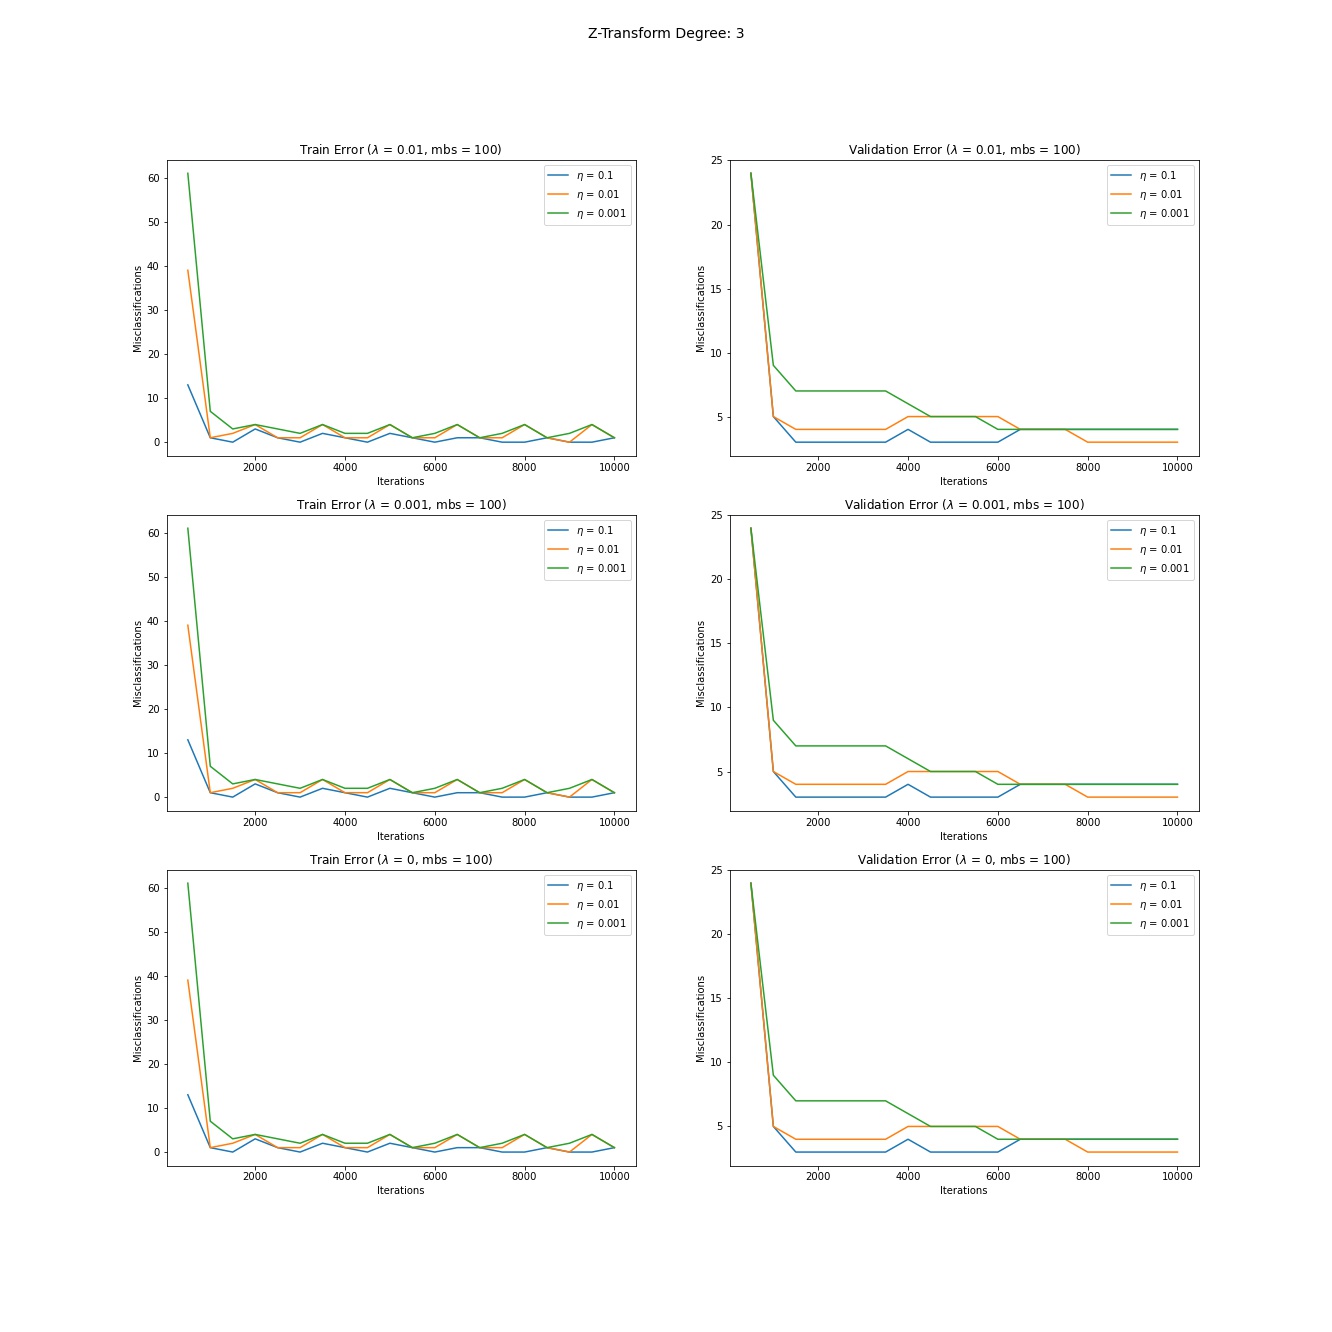 Z-Transform Degree: 3
Train Error (λ = 0.01, mbs = 100)
Misclassifications
60
50
40
30
20
10
0
η = 0.1
η = 0.01
η = 0.001
2000 4000 6000 8000 10000
Iterations
Validation Error (λ = 0.01, mbs = 100)
Misclassifications
25
20
15
10
5
η = 0.1
η = 0.01
η = 0.001
2000 4000 6000 8000 10000
Iterations
Train Error (λ = 0.001, mbs = 100)
Misclassifications
60
50
40
30
20
10
0
η = 0.1
η = 0.01
η = 0.001
2000 4000 6000 8000 10000
Iterations
Validation Error (λ = 0.001, mbs = 100)
Misclassifications
25
20
15
10
5
η = 0.1
η = 0.01
η = 0.001
2000 4000 6000 8000 10000
Iterations
Train Error (λ = 0, mbs = 100)
Misclassifications
60
50
40
30
20
10
0
η = 0.1
η = 0.01
η = 0.001
2000 4000 6000 8000 10000
Iterations
Validation Error (λ = 0, mbs = 100)
Misclassifications
25
20
15
10
5
η = 0.1
η = 0.01
η = 0.001
2000 4000 6000 8000 10000
Iterations